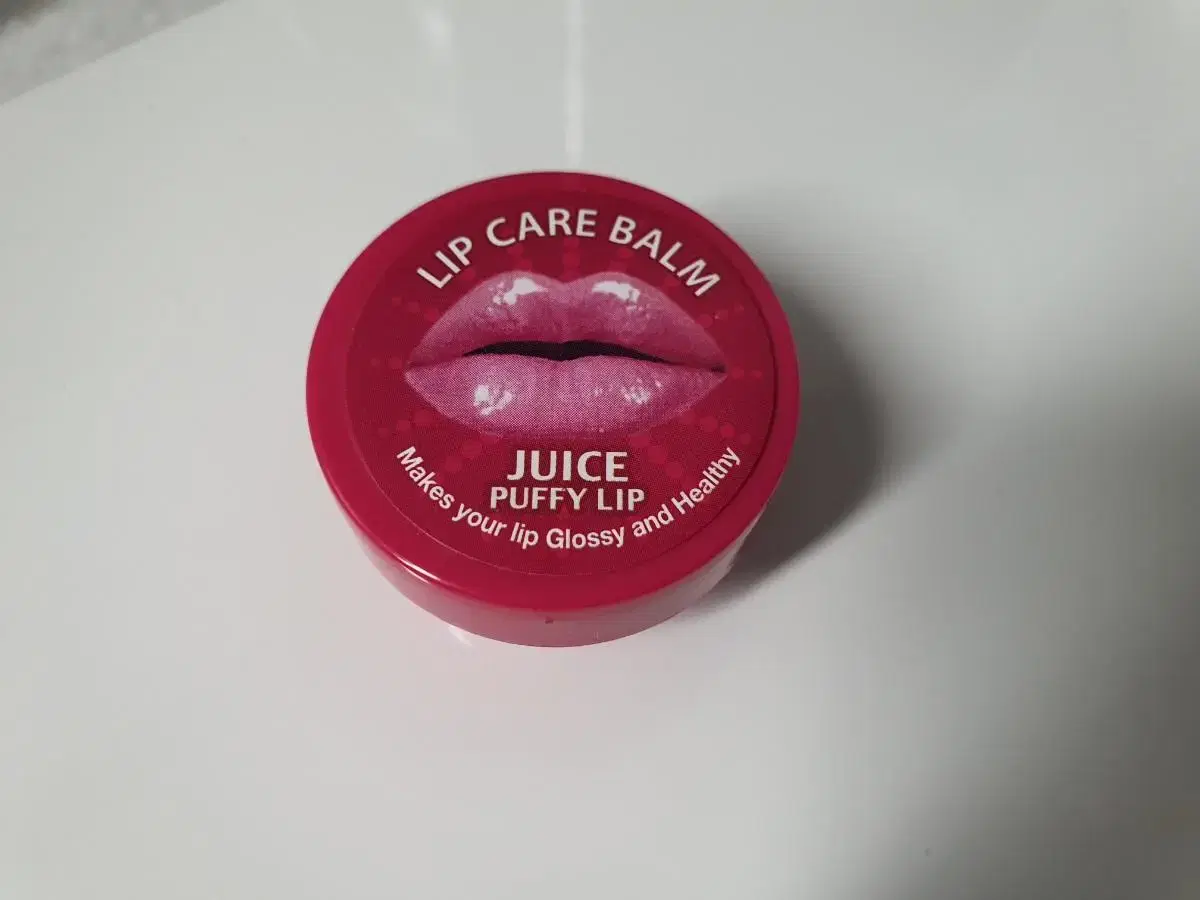 LIP CARE BALM
JUICE
PUFFY LIP
Makes your lip Glossy and Healthy